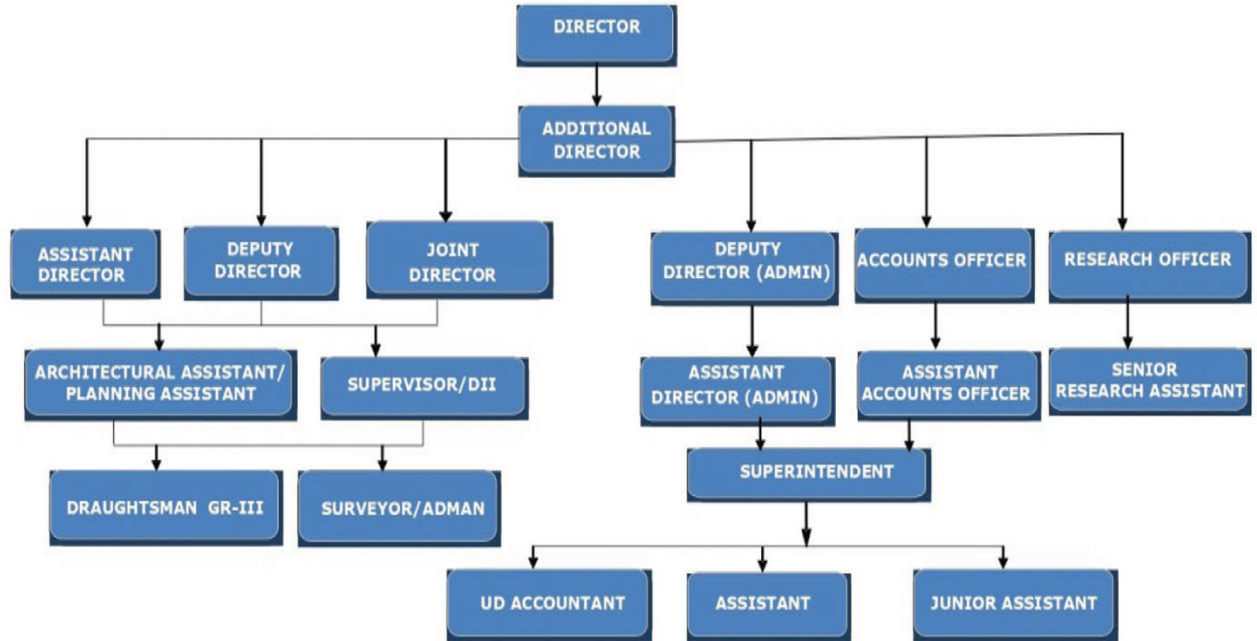 DIRECTOR
ADDITIONAL
DIRECTOR
ASSISTANT
DIRECTOR
DEPUTY
DIRECTOR
JOINT
DIRECTOR
DEPUTY
DIRECTOR (ADMIN)
ACCOUNTS OFFICER
RESEARCH OFFICER
ARCHITECTURAL ASSISTANT/
PLANNING ASSISTANT
SUPERVISOR/DII
ASSISTANT
DIRECTOR (ADMIN)
ASSISTANT
ACCOUNTS OFFICER
SENIOR
RESEARCH ASSISTANT
SUPERINTENDENT
DRAUGHTSMAN GR-III
SURVEYOR/ADMAN
UD ACCOUNTANT
ASSISTANT
JUNIOR ASSISTANT